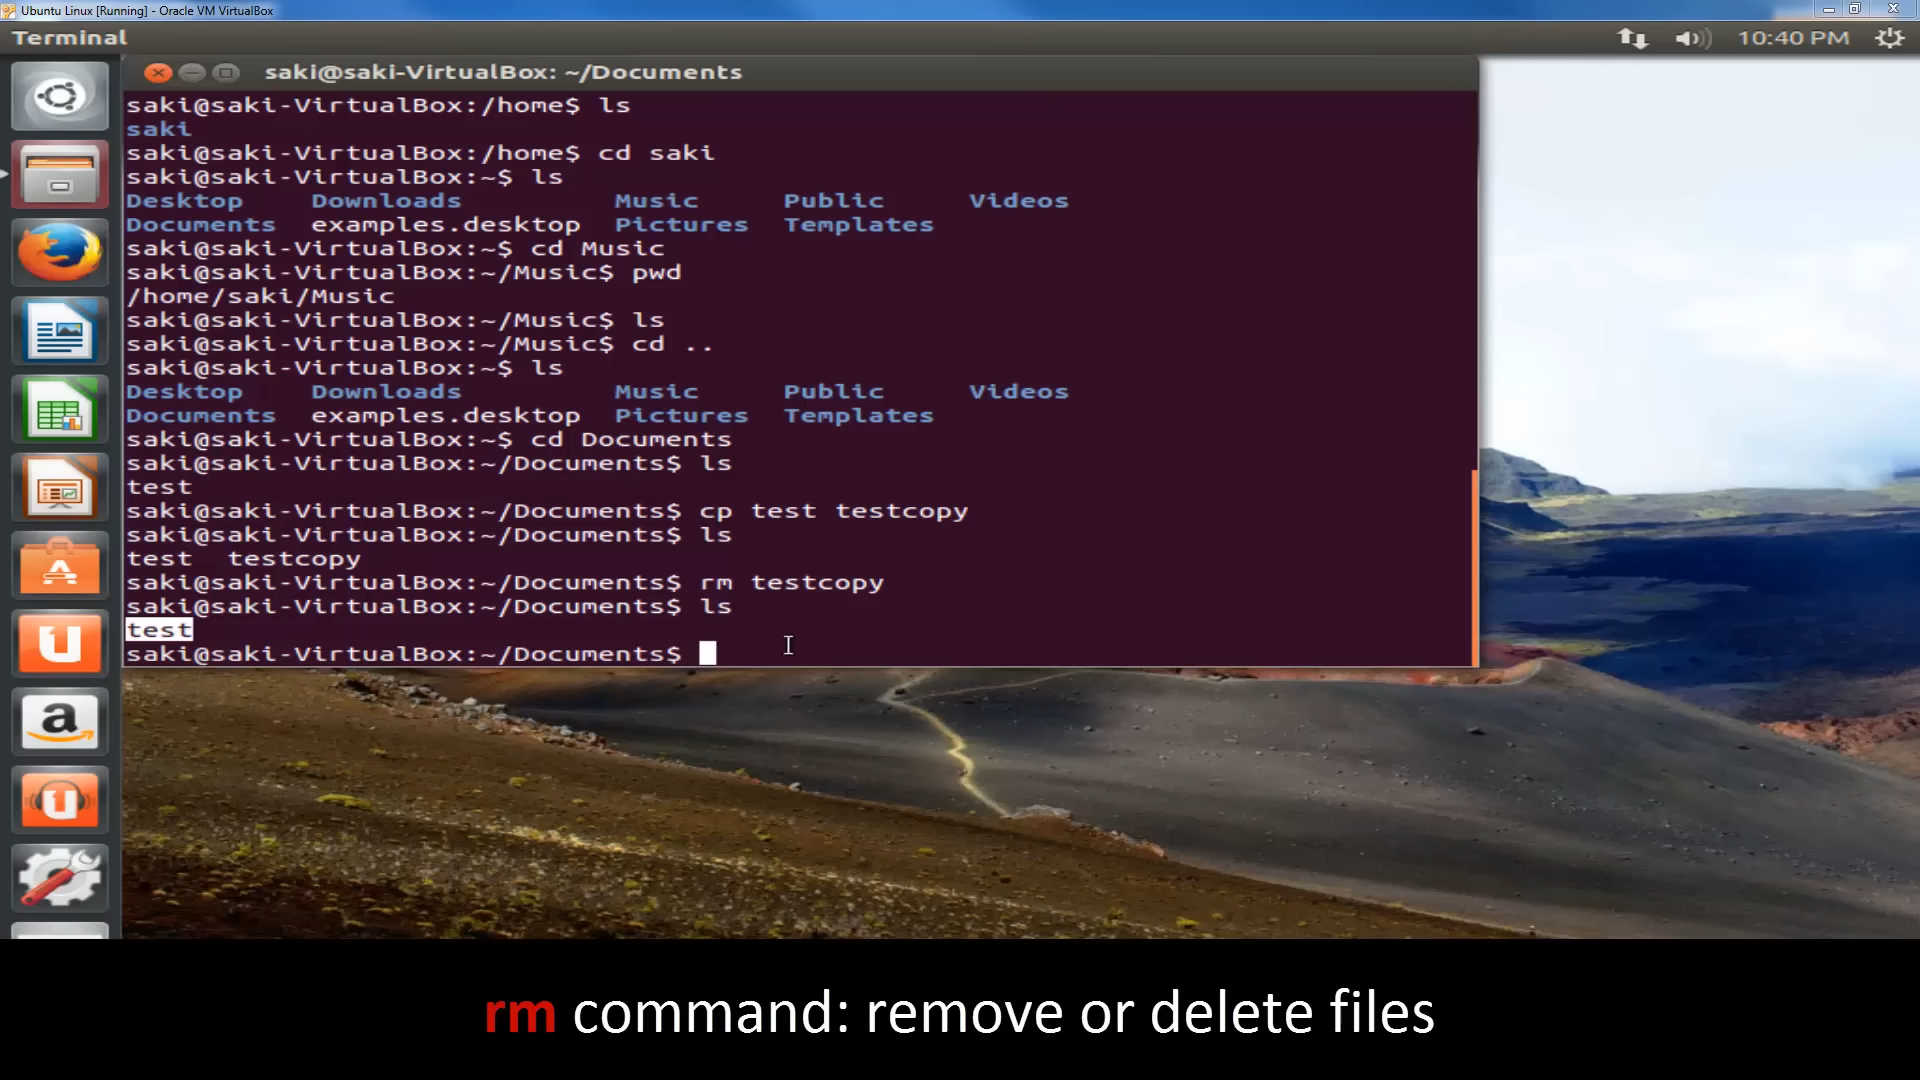 Ubuntu Linux [Running] - Oracle VM VirtualBox
Terminal
10:40 PM
saki@saki-VirtualBox: ~/Documents
saki@saki-VirtualBox:/home$ ls
saki
saki@saki-VirtualBox:/home$ cd saki
saki@saki-VirtualBox:~$ ls
Desktop Downloads Music Public Videos
Documents examples.desktop Pictures Templates
saki@saki-VirtualBox:~$ cd Music
saki@saki-VirtualBox:~/Music$ pwd
/home/saki/Music
saki@saki-VirtualBox:~/Music$ ls
saki@saki-VirtualBox:~/Music$ cd ..
saki@saki-VirtualBox:~$ ls
Desktop Downloads Music Public Videos
Documents examples.desktop Pictures Templates
saki@saki-VirtualBox:~$ cd Documents
saki@saki-VirtualBox:~/Documents$ ls
test
saki@saki-VirtualBox:~/Documents$ cp test testcopy
saki@saki-VirtualBox:~/Documents$ ls
test testcopy
saki@saki-VirtualBox:~/Documents$ rm testcopy
saki@saki-VirtualBox:~/Documents$ ls
test
saki@saki-VirtualBox:~/Documents$
rm command: remove or delete files